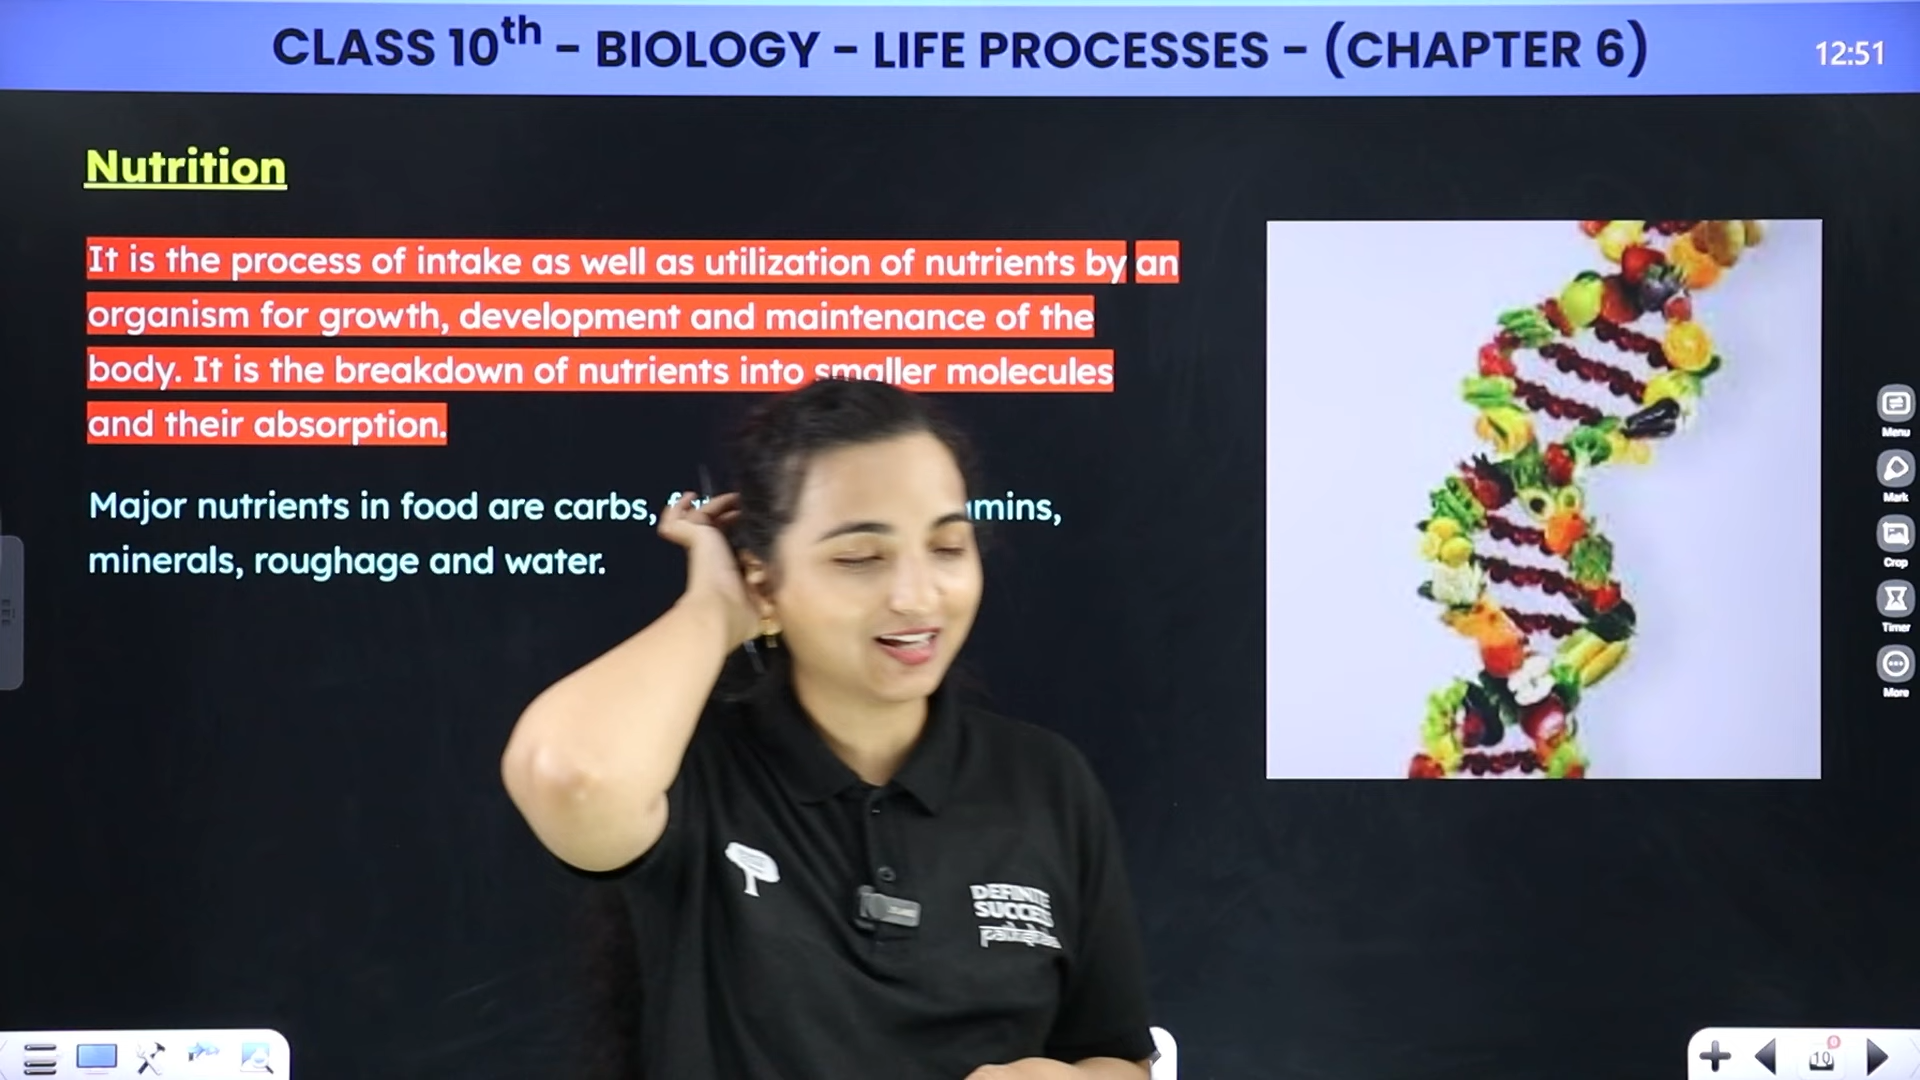 CLASS 10th - BIOLOGY - LIFE PROCESSES - (CHAPTER 6)
12:51
Nutrition
It is the process of intake as well as utilization of nutrients by an
organism for growth, development and maintenance of the
body. It is the breakdown of nutrients into smaller molecules
and their absorption.
Major nutrients in food are carbs,
minerals, roughage and water.
Menu
Mark
Crop
Timer
More
DEFINITE
SUCCESS
10